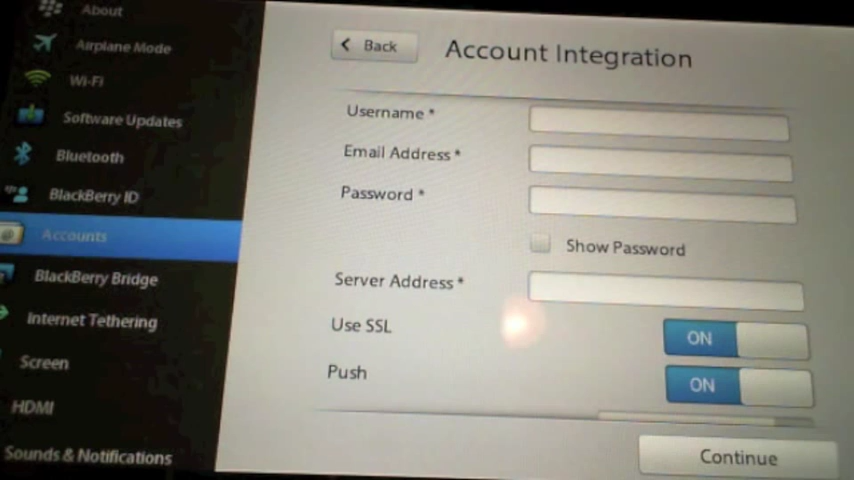 About
Airplane Mode
Wi-Fi
Software Updates
Bluetooth
BlackBerry ID
Accounts
BlackBerry Bridge
Internet Tethering
Screen
HDMI
Sounds & Notifications
Back
Account Integration
Username *
Email Address *
Password *
Show Password
Server Address *
Use SSL
ON
Push
ON
Continue